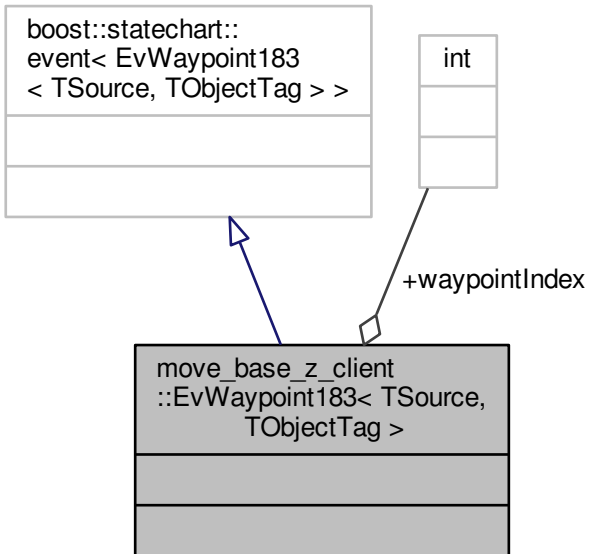 boost::statechart::
event< EvWaypoint183
< TSource, TObjectTag > >
int
+waypointIndex
move_base_z_client
::EvWaypoint183< TSource,
TObjectTag >